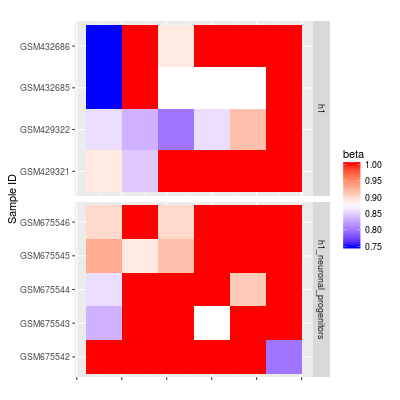 Sample ID
GSM432686
GSM432685
GSM429322
GSM429321
h1
GSM675546
GSM675545
GSM675544
GSM675543
GSM675542
h1_neuronal_progenitors
beta
1.00
0.95
0.90
0.85
0.80
0.75